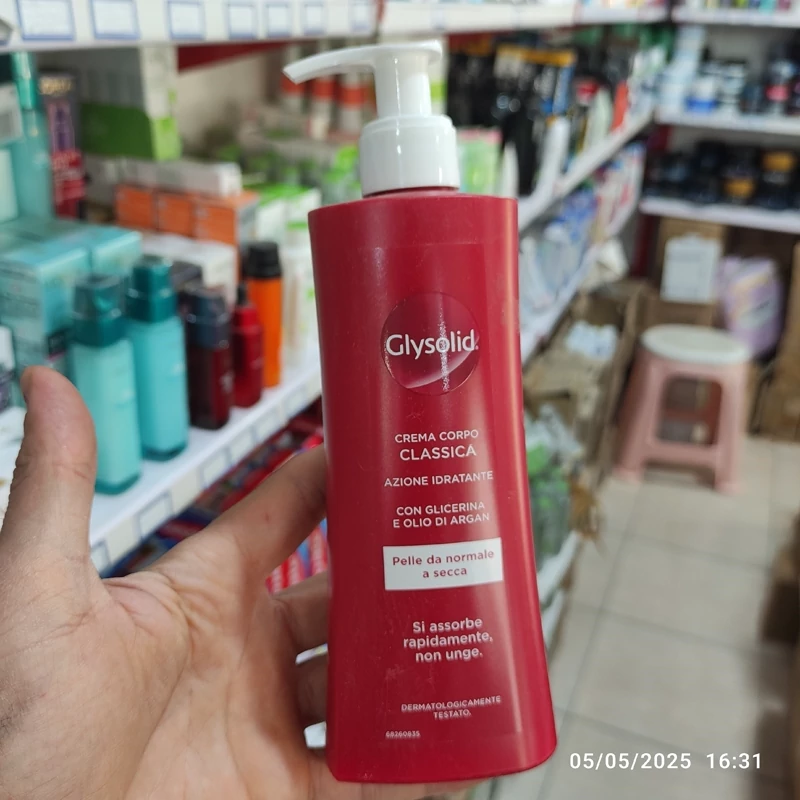 Glysolid.
CREMA CORPO
CLASSICA
AZIONE IDRATANTE
CON GLICERINA
E OLIO DI ARGAN
Pelle da normale
a secca
Si assorbe
rapidamente,
non unge.
DERMATOLOGICAMENTE
TESTATO.
68260635
05/05/2025 16:31